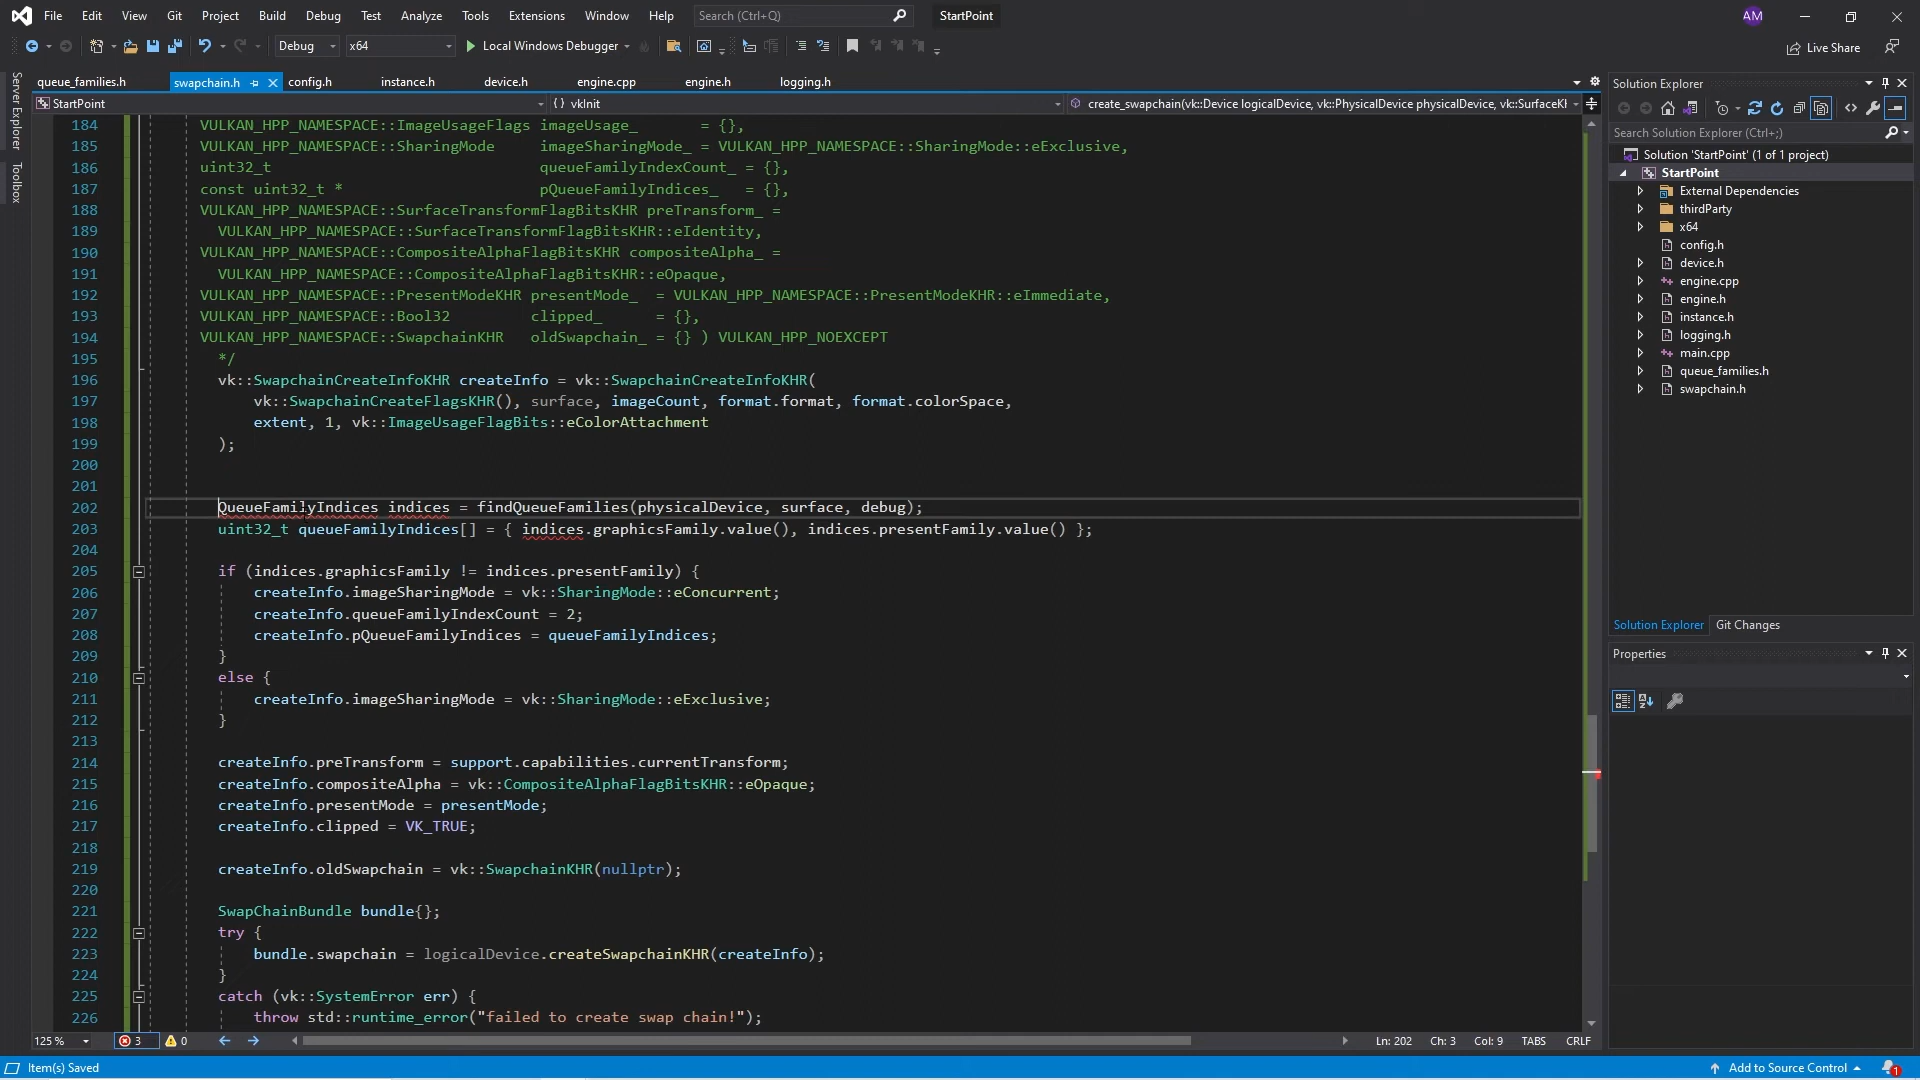 File Edit View Git Project Build Debug Test Analyze Tools Extensions Window Help Search (Ctrl+Q) StartPoint AM
Debug x64 Local Windows Debugger Live Share
Server Explorer
Toolbox
queue_families.h swapchain.h config.h instance.h device.h engine.cpp engine.h logging.h
StartPoint {} vkInit create_swapchain(vk::Device logicalDevice, vk::PhysicalDevice physicalDevice, vk::SurfaceKH
184 VULKAN_HPP_NAMESPACE::ImageUsageFlags imageUsage_ = {},
185 VULKAN_HPP_NAMESPACE::SharingMode imageSharingMode_ = VULKAN_HPP_NAMESPACE::SharingMode::eExclusive,
186 uint32_t queueFamilyIndexCount_ = {},
187 const uint32_t * pQueueFamilyIndices_ = {},
188 VULKAN_HPP_NAMESPACE::SurfaceTransformFlagBitsKHR preTransform_ =
189 VULKAN_HPP_NAMESPACE::SurfaceTransformFlagBitsKHR::eIdentity,
190 VULKAN_HPP_NAMESPACE::CompositeAlphaFlagBitsKHR compositeAlpha_ =
191 VULKAN_HPP_NAMESPACE::CompositeAlphaFlagBitsKHR::eOpaque,
192 VULKAN_HPP_NAMESPACE::PresentModeKHR presentMode_ = VULKAN_HPP_NAMESPACE::PresentModeKHR::eImmediate,
193 VULKAN_HPP_NAMESPACE::Bool32 clipped_ = {},
194 VULKAN_HPP_NAMESPACE::SwapchainKHR oldSwapchain_ = {} ) VULKAN_HPP_NOEXCEPT
195 */
196 vk::SwapchainCreateInfoKHR createInfo = vk::SwapchainCreateInfoKHR(
197 vk::SwapchainCreateFlagsKHR(), surface, imageCount, format.format, format.colorSpace,
198 extent, 1, vk::ImageUsageFlagBits::eColorAttachment
199 );
200
201
202 QueueFamilyIndices indices = findQueueFamilies(physicalDevice, surface, debug);
203 uint32_t queueFamilyIndices[] = { indices.graphicsFamily.value(), indices.presentFamily.value() };
204
205 if (indices.graphicsFamily != indices.presentFamily) {
206 createInfo.imageSharingMode = vk::SharingMode::eConcurrent;
207 createInfo.queueFamilyIndexCount = 2;
208 createInfo.pQueueFamilyIndices = queueFamilyIndices;
209 }
210 else {
211 createInfo.imageSharingMode = vk::SharingMode::eExclusive;
212 }
213
214 createInfo.preTransform = support.capabilities.currentTransform;
215 createInfo.compositeAlpha = vk::CompositeAlphaFlagBitsKHR::eOpaque;
216 createInfo.presentMode = presentMode;
217 createInfo.clipped = VK_TRUE;
218
219 createInfo.oldSwapchain = vk::SwapchainKHR(nullptr);
220
221 SwapChainBundle bundle{};
222 try {
223 bundle.swapchain = logicalDevice.createSwapchainKHR(createInfo);
224 }
225 catch (vk::SystemError err) {
226 throw std::runtime_error("failed to create swap chain!");
125 % 3 0 Ln: 202 Ch: 3 Col: 9 TABS CRLF
Solution Explorer
Search Solution Explorer (Ctrl+;)
Solution 'StartPoint' (1 of 1 project)
StartPoint
External Dependencies
thirdParty
x64
config.h
device.h
engine.cpp
engine.h
instance.h
logging.h
main.cpp
queue_families.h
swapchain.h
Solution Explorer Git Changes
Properties
Item(s) Saved Add to Source Control 1